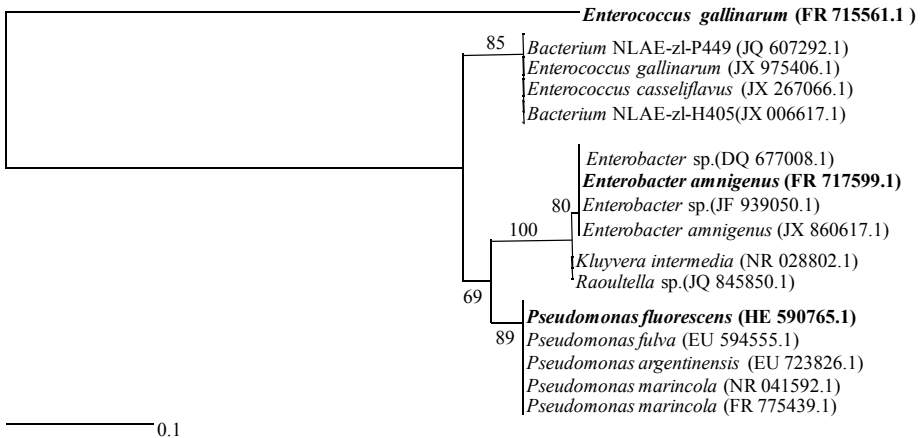 Enterococcus gallinarum (FR 715561.1 )
85
Bacterium NLAE-zl-P449 (JQ 607292.1)
Enterococcus gallinarum (JX 975406.1)
Enterococcus casseliflavus (JX 267066.1)
Bacterium NLAE-zl-H405(JX 006617.1)
Enterobacter sp.(DQ 677008.1)
Enterobacter amnigenus (FR 717599.1)
80
Enterobacter sp.(JF 939050.1)
100
Enterobacter amnigenus (JX 860617.1)
Kluyvera intermedia (NR 028802.1)
Raoultella sp.(JQ 845850.1)
69
Pseudomonas fluorescens (HE 590765.1)
89
Pseudomonas fulva (EU 594555.1)
Pseudomonas argentinensis (EU 723826.1)
Pseudomonas marincola (NR 041592.1)
Pseudomonas marincola (FR 775439.1)
0.1